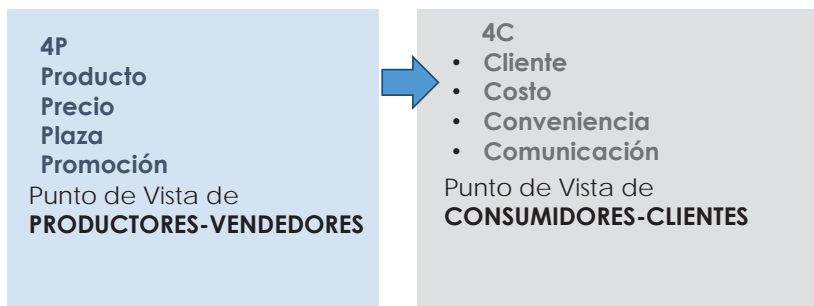 4P
Producto
Precio
Plaza
Promoción
Punto de Vista de
PRODUCTORES-VENDEDORES
4C
• Cliente
• Costo
• Conveniencia
• Comunicación
Punto de Vista de
CONSUMIDORES-CLIENTES